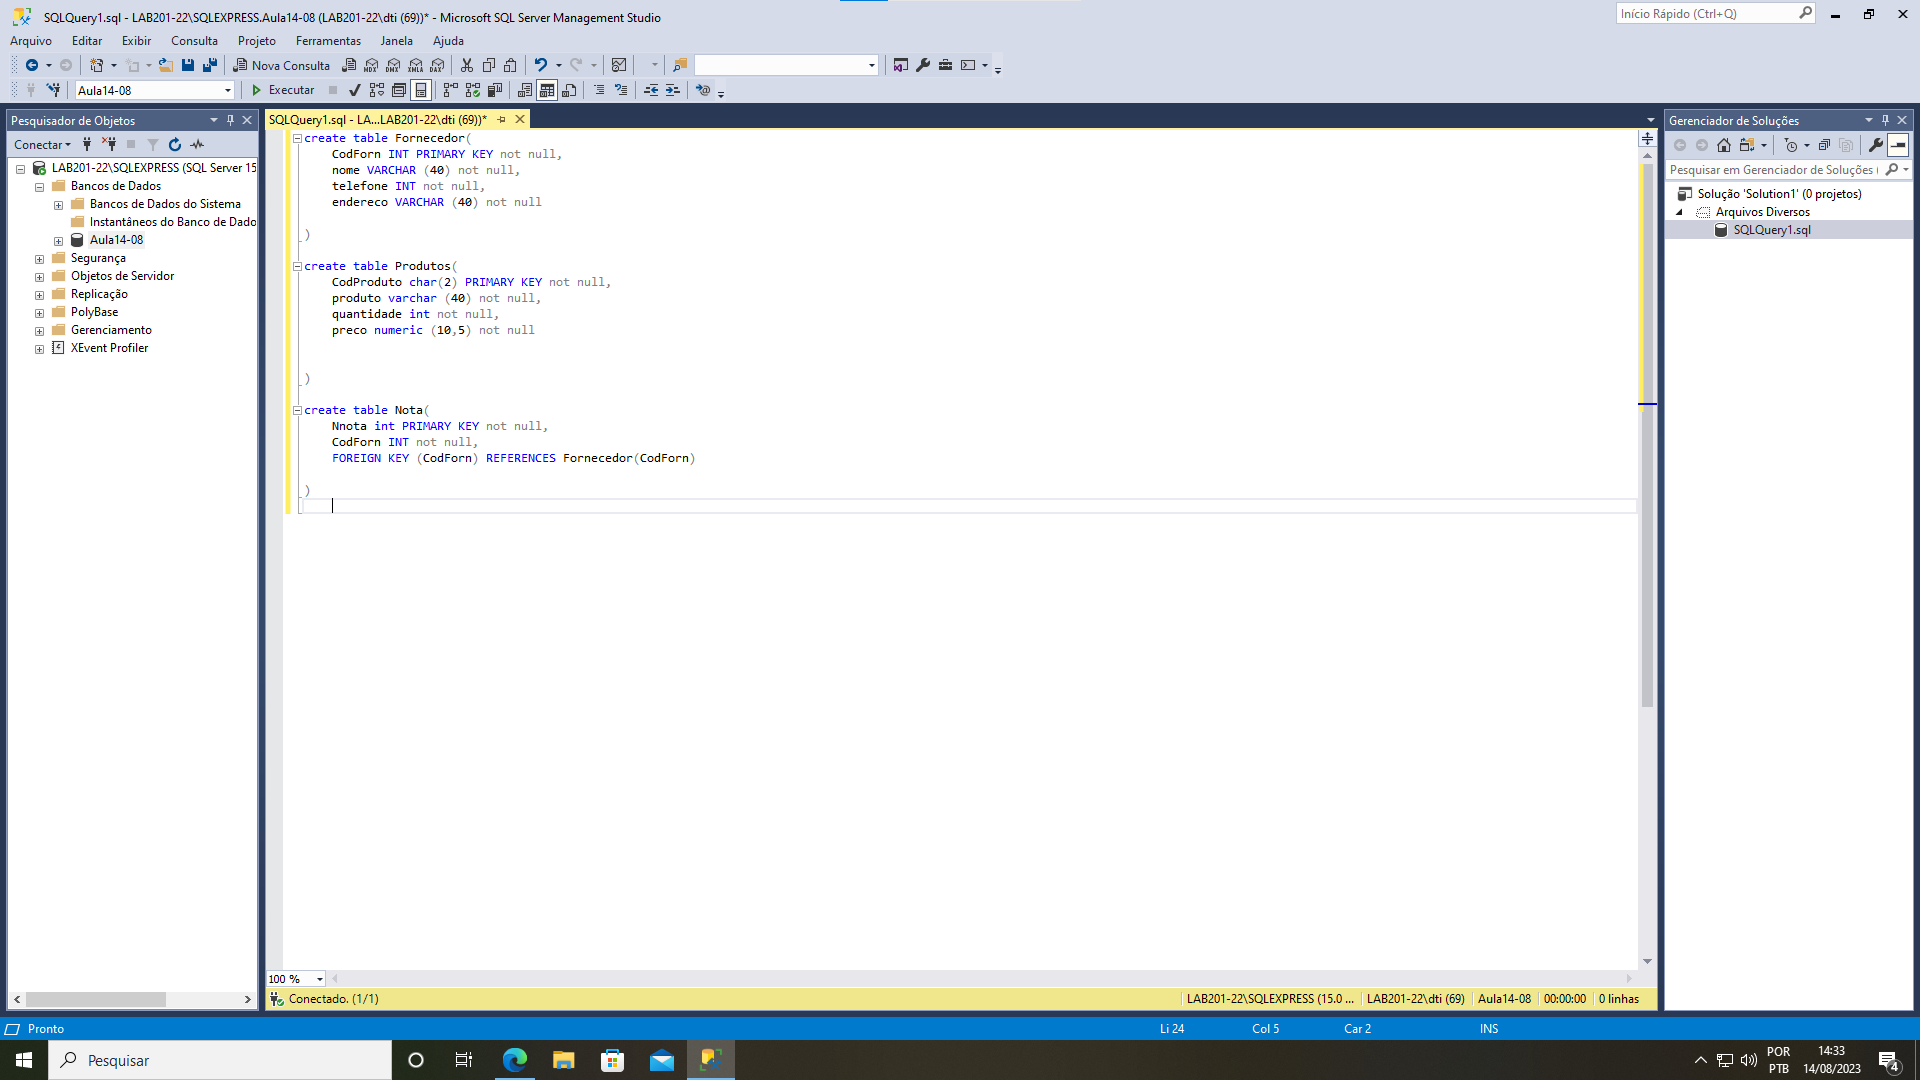 SQLQuery1.sql - LAB201-22\SQLEXPRESS.Aula14-08 (LAB201-22\dti (69))* - Microsoft SQL Server Management Studio
Início Rápido (Ctrl+Q)
Arquivo Editar Exibir Consulta Projeto Ferramentas Janela Ajuda
Nova Consulta
Aula14-08
Executar
Pesquisador de Objetos
Conectar
LAB201-22\SQLEXPRESS (SQL Server 15
Bancos de Dados
Bancos de Dados do Sistema
Instantâneos do Banco de Dado
Aula14-08
Segurança
Objetos de Servidor
Replicação
PolyBase
Gerenciamento
XEvent Profiler
SQLQuery1.sql - LA...LAB201-22\dti (69))*
create table Fornecedor(
CodForn INT PRIMARY KEY not null,
nome VARCHAR (40) not null,
telefone INT not null,
endereco VARCHAR (40) not null
)
create table Produtos(
CodProduto char(2) PRIMARY KEY not null,
produto varchar (40) not null,
quantidade int not null,
preco numeric (10,5) not null
)
create table Nota(
Nnota int PRIMARY KEY not null,
CodForn INT not null,
FOREIGN KEY (CodForn) REFERENCES Fornecedor(CodForn)
)
100 %
Conectado. (1/1)
LAB201-22\SQLEXPRESS (15.0 ... LAB201-22\dti (69) Aula14-08 00:00:00 0 linhas
Gerenciador de Soluções
Pesquisar em Gerenciador de Soluções (
Solução 'Solution1' (0 projetos)
Arquivos Diversos
SQLQuery1.sql
Pronto
Li 24 Col 5 Car 2 INS
Pesquisar
POR
PTB
14:33
14/08/2023
4